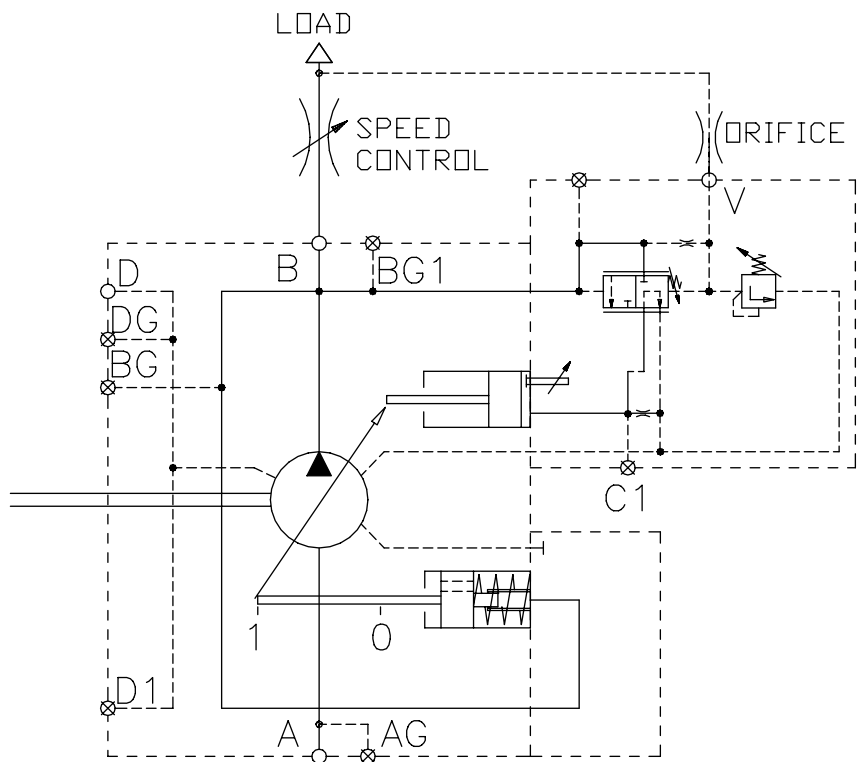 LOAD
SPEED
CONTROL
ORIFICE
V
B
BG1
D
DG
BG
C1
1
0
D1
A
AG